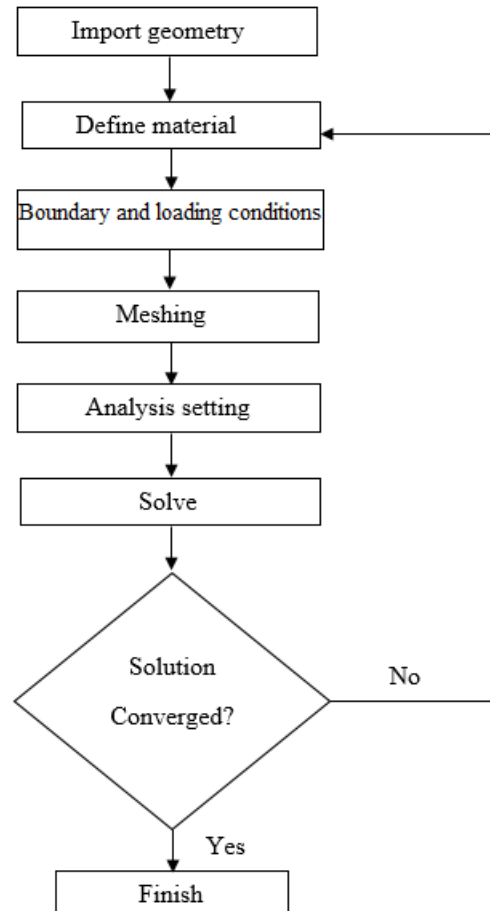 Import geometry
Define material
Boundary and loading conditions
Meshing
Analysis setting
Solve
Solution
Converged?
No
Yes
Finish